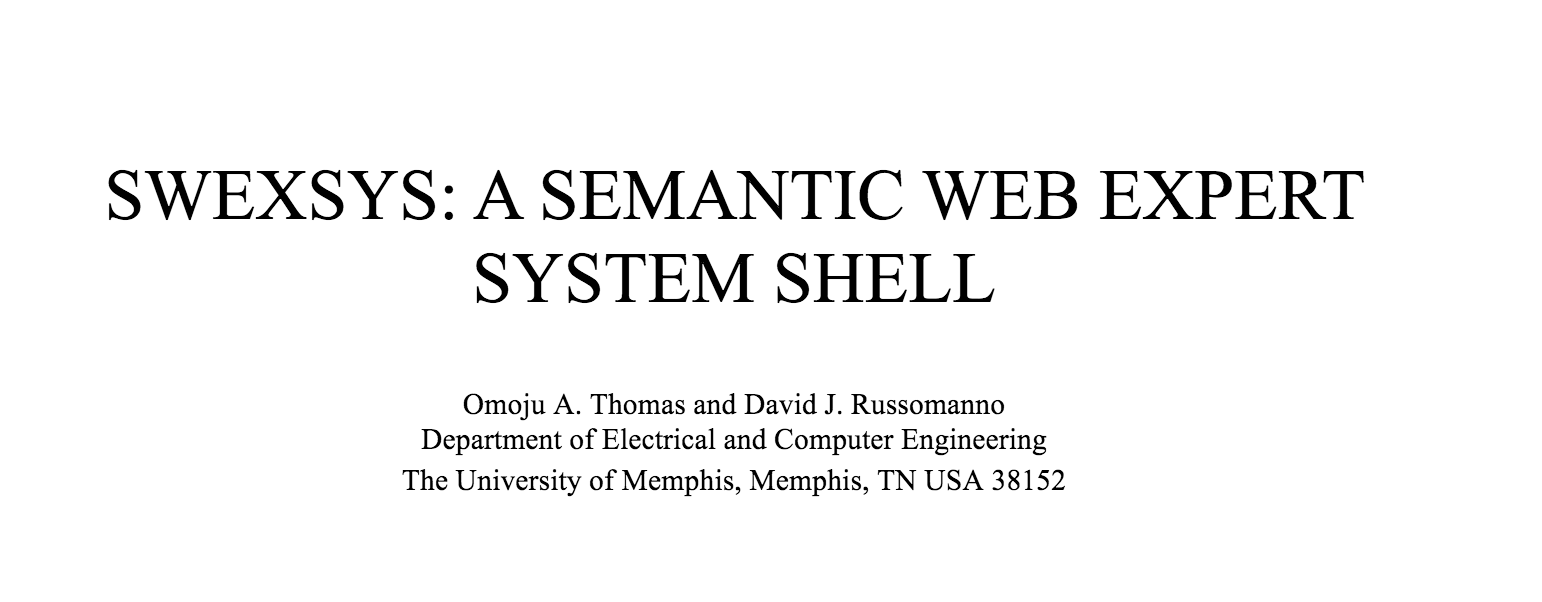 SWEXSYS: A SEMANTIC WEB EXPERT
SYSTEM SHELL
Omoju A. Thomas and David J. Russomanno
Department of Electrical and Computer Engineering
The University of Memphis, Memphis, TN USA 38152